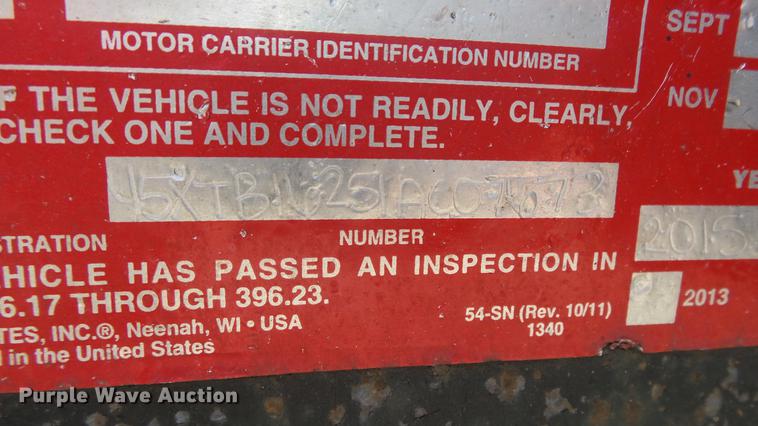 SEPT
MOTOR CARRIER IDENTIFICATION NUMBER
F THE VEHICLE IS NOT READILY, CLEARLY,
NOV
CHECK ONE AND COMPLETE.
YE
STRATION NUMBER
2015
EHICLE HAS PASSED AN INSPECTION IN
6.17 THROUGH 396.23.
2013
TES, INC.®, Neenah, WI • USA
54-SN (Rev. 10/11)
d in the United States
1340
Purple Wave Auction